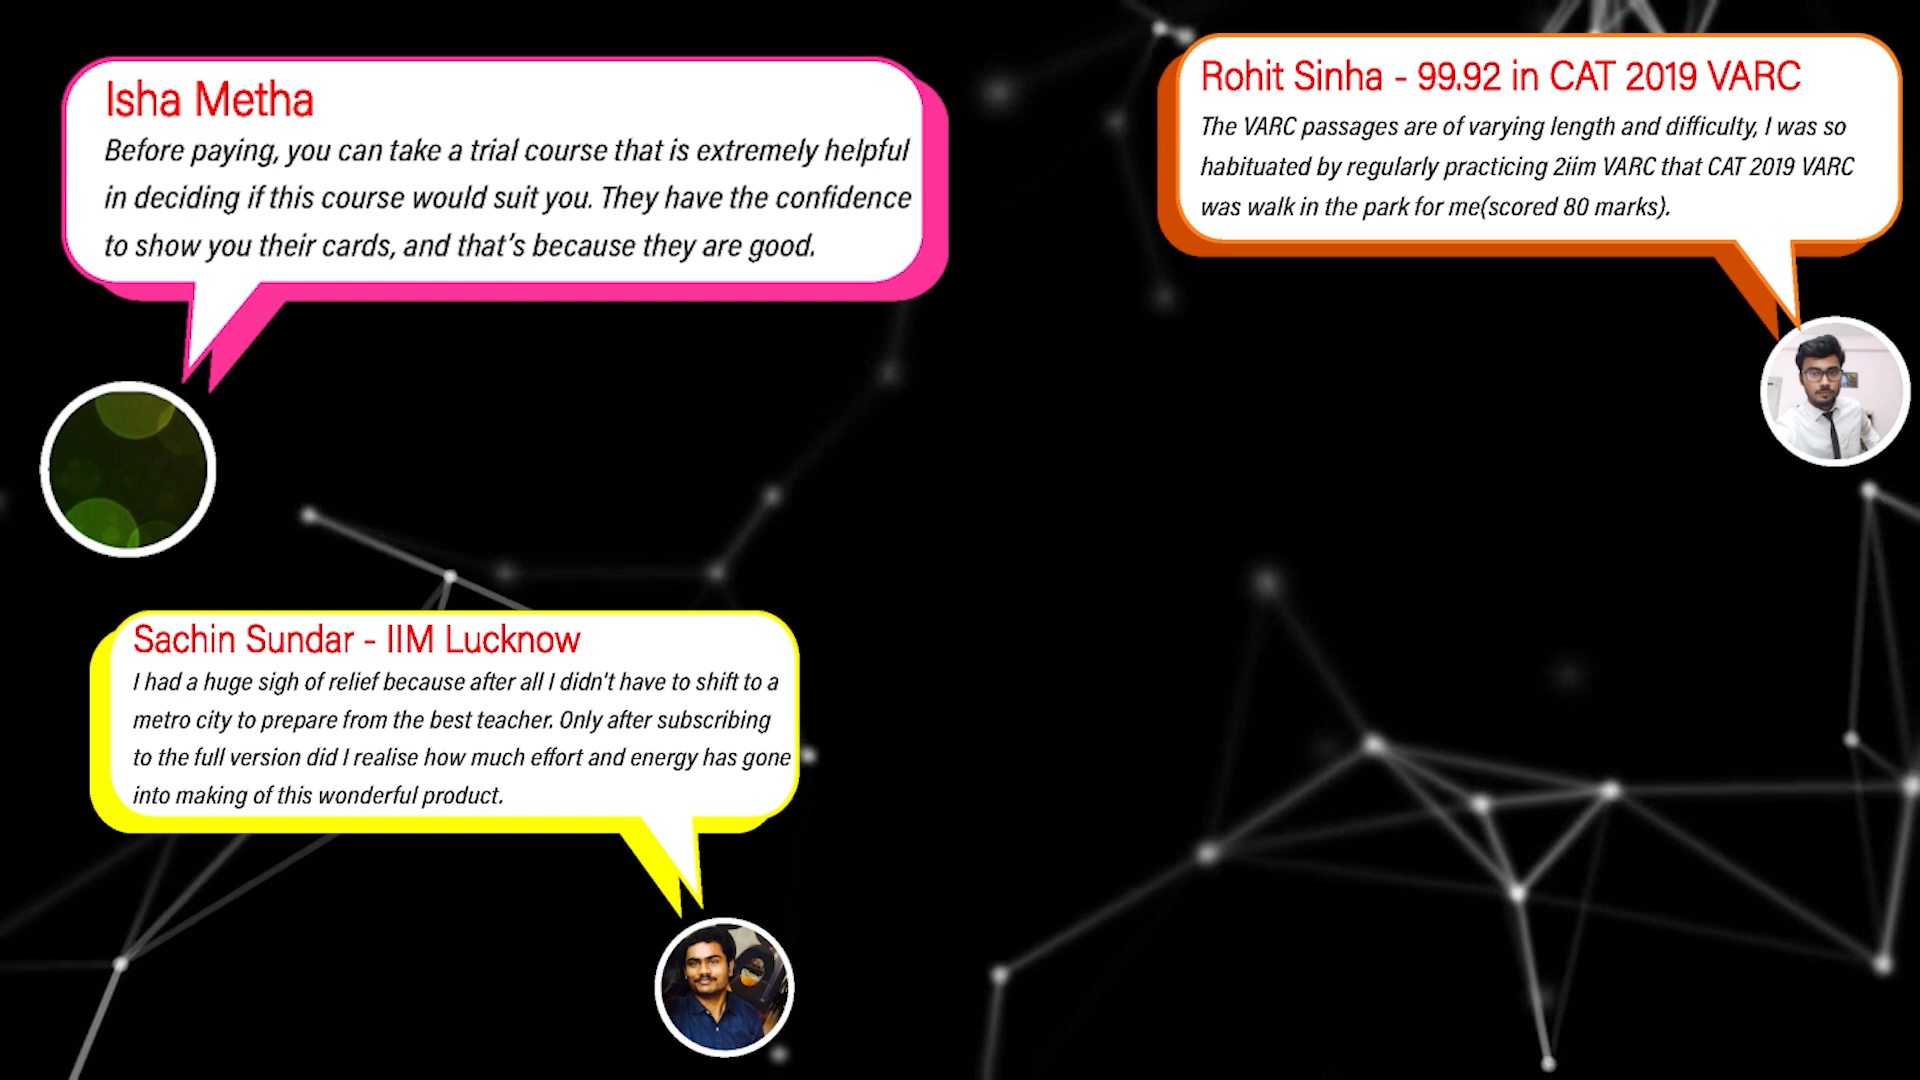 Isha Metha
Before paying, you can take a trial course that is extremely helpful
in deciding if this course would suit you. They have the confidence
to show you their cards, and that's because they are good.
Rohit Sinha - 99.92 in CAT 2019 VARC
The VARC passages are of varying length and difficulty, I was so
habituated by regularly practicing 2iim VARC that CAT 2019 VARC
was walk in the park for me(scored 80 marks).
Sachin Sundar - IIM Lucknow
I had a huge sigh of relief because after all I didn't have to shift to a
metro city to prepare from the best teacher. Only after subscribing
to the full version did I realise how much effort and energy has gone
into making of this wonderful product.